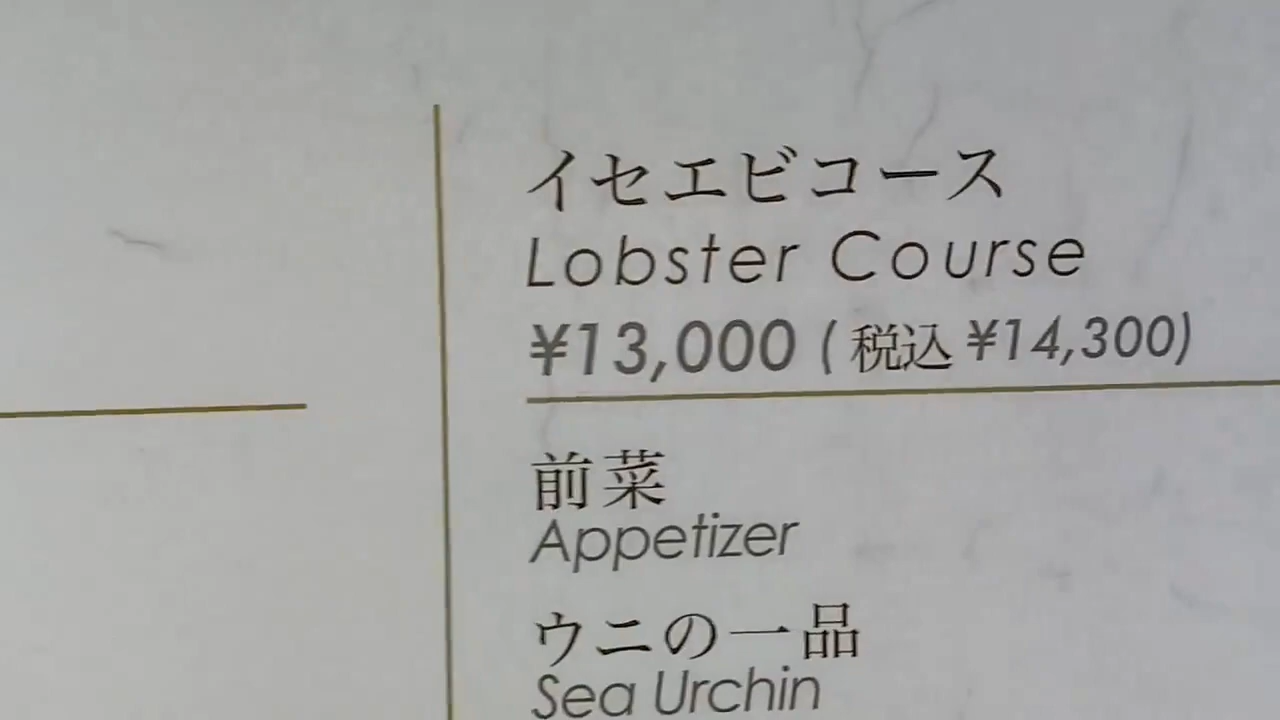 イセエビコース
Lobster Course
¥13,000 (税込 ¥14,300)
前菜
Appetizer
ウニの一品
Sea Urchin